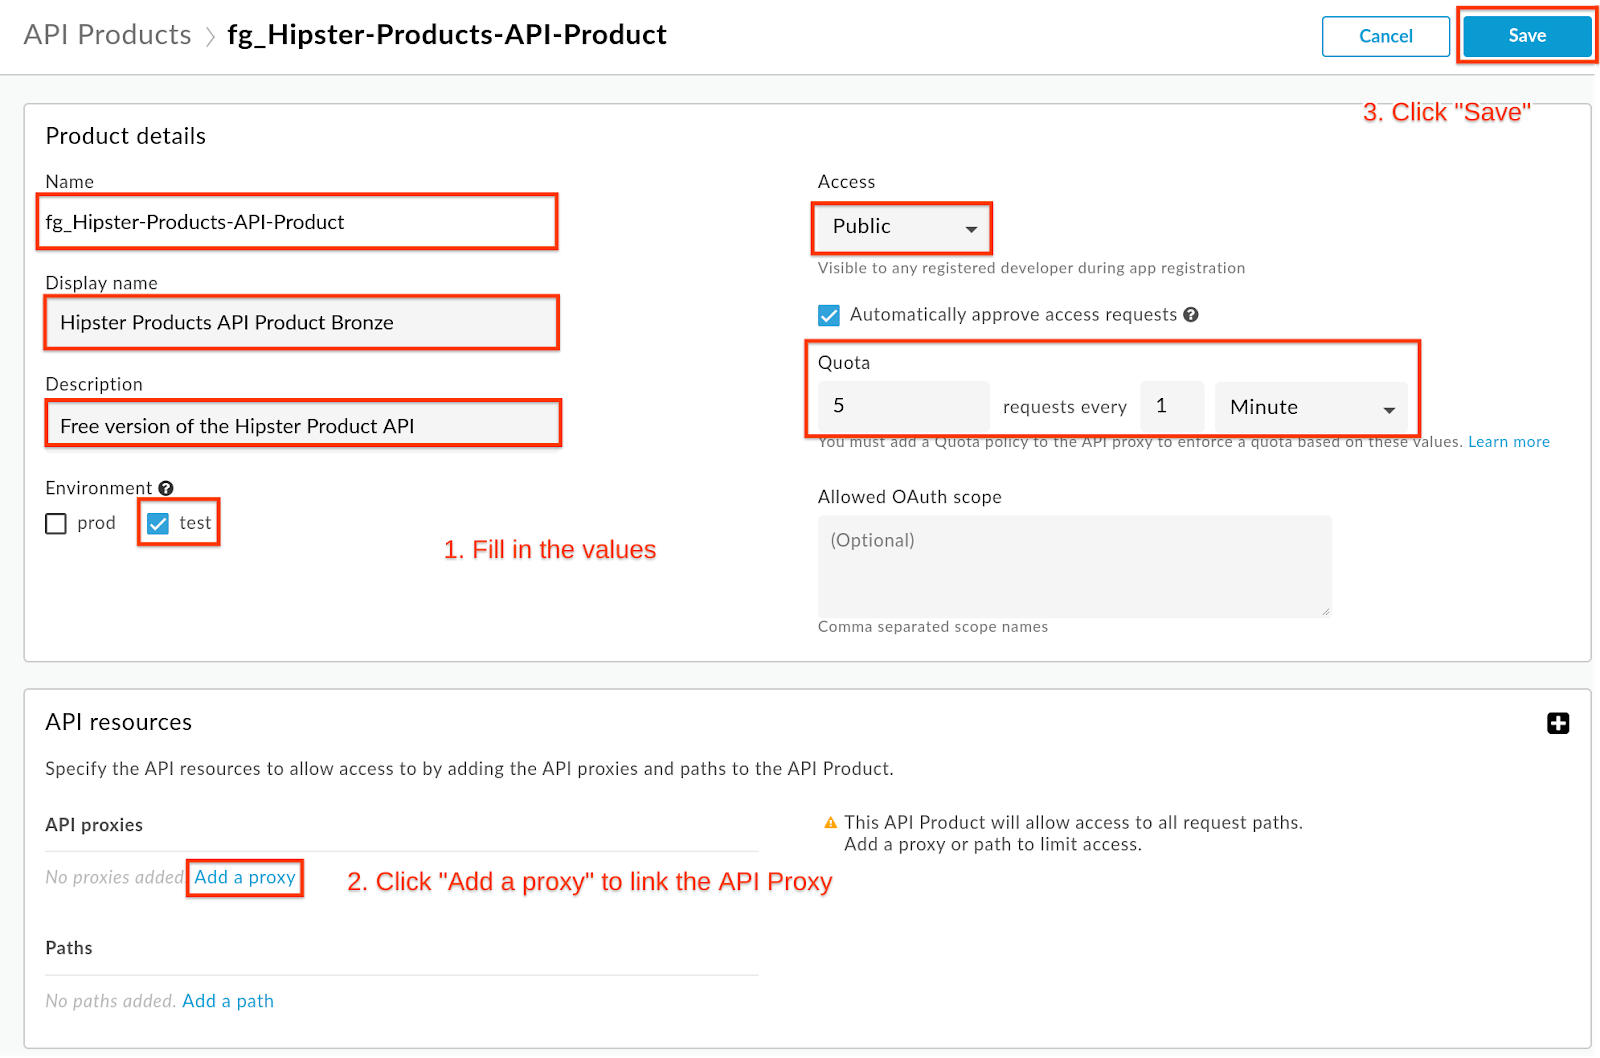 API Products > fg_Hipster-Products-API-Product
Cancel
Save
3. Click "Save"
Product details
Name
fg_Hipster-Products-API-Product
Display name
Hipster Products API Product Bronze
Description
Free version of the Hipster Product API
Environment
prod
test
1. Fill in the values
Access
Public
Visible to any registered developer during app registration
Automatically approve access requests
Quota
5 requests every 1 Minute
You must add a Quota policy to the API proxy to enforce a quota based on these values. Learn more
Allowed OAuth scope
(Optional)
Comma separated scope names
API resources
Specify the API resources to allow access to by adding the API proxies and paths to the API Product.
API proxies
No proxies added. Add a proxy
2. Click "Add a proxy" to link the API Proxy
This API Product will allow access to all request paths.
Add a proxy or path to limit access.
Paths
No paths added. Add a path